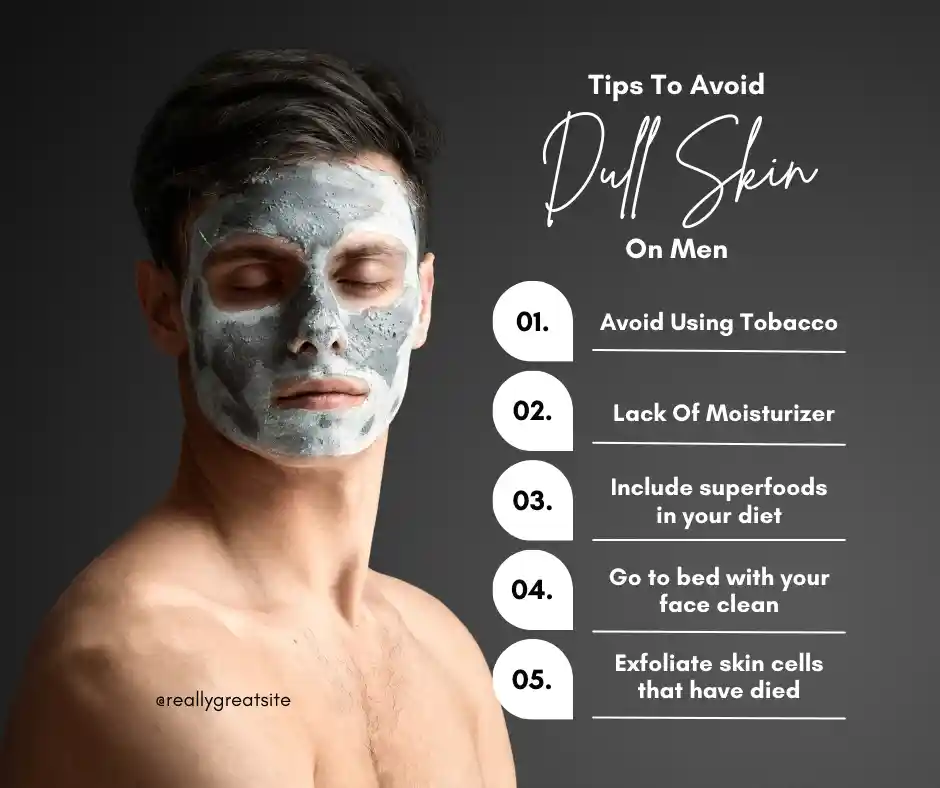 Tips To Avoid
Dull Skin
On Men
01.
Avoid Using Tobacco
02.
Lack Of Moisturizer
03.
Include superfoods
in your diet
04.
Go to bed with your
face clean
05.
Exfoliate skin cells
that have died
@reallygreatsite